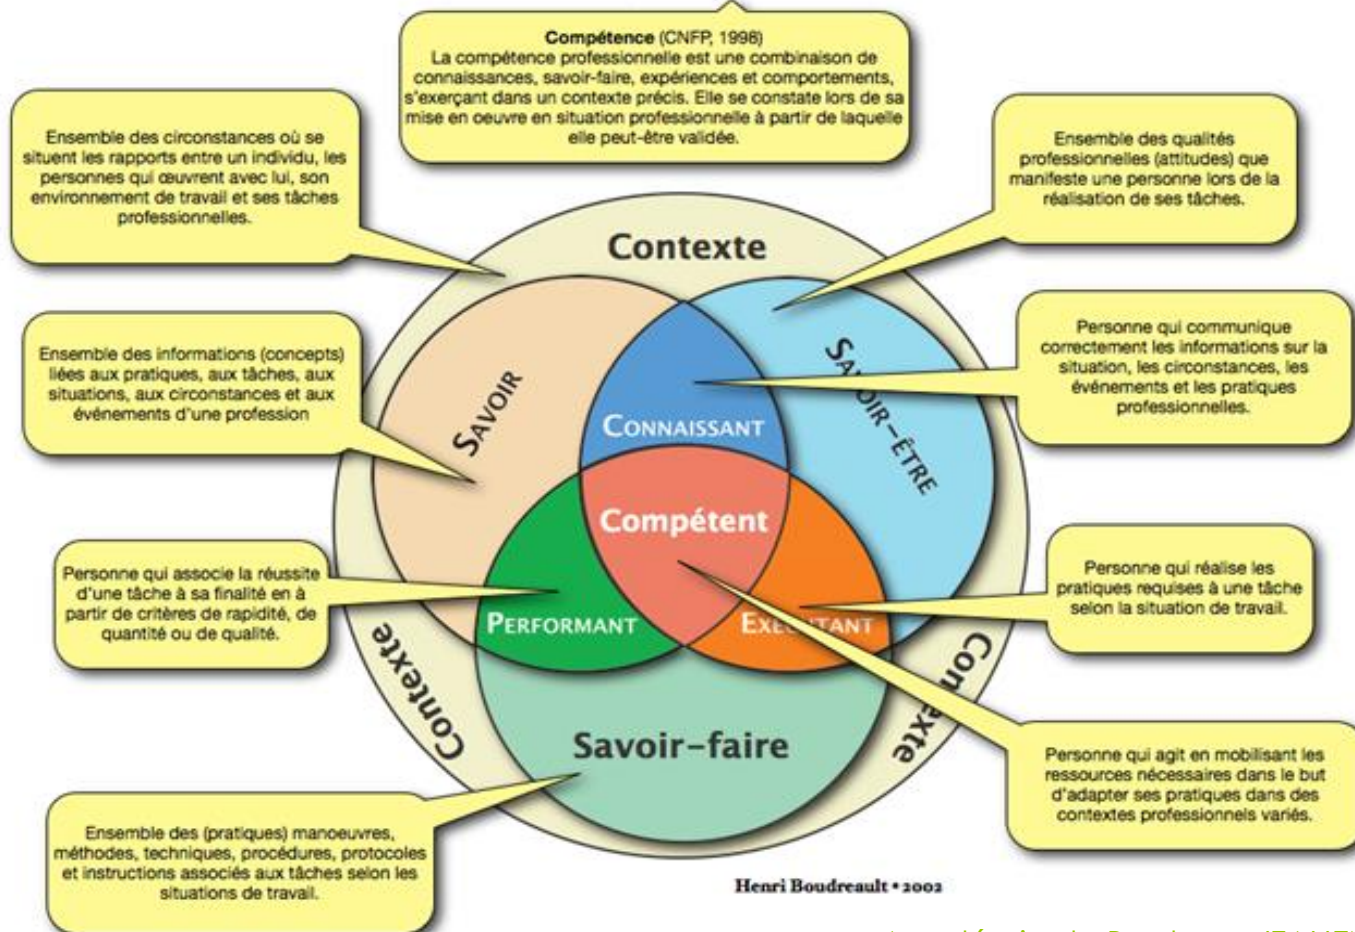 Compétence (CNFP, 1998)
La compétence professionnelle est une combinaison de
connaissances, savoir-faire, expériences et comportements,
s'exerçant dans un contexte précis. Elle se constate lors de sa
mise en oeuvre en situation professionnelle à partir de laquelle
elle peut-être validée.
Ensemble des circonstances où se
situent les rapports entre un individu, les
personnes qui œuvrent avec lui, son
environnement de travail et ses tâches
professionnelles.
Ensemble des qualités
professionnelles (attitudes) que
manifeste une personne lors de la
réalisation de ses tâches.
Ensemble des informations (concepts)
liées aux pratiques, aux tâches, aux
situations, aux circonstances et aux
événements d'une profession
Personne qui communique
correctement les informations sur la
situation, les circonstances, les
événements et les pratiques
professionnelles.
Contexte
SAVOIR
SAVOIR-ÊTRE
CONNAISSANT
Compétent
PERFORMANT
EXÉCUTANT
Contexte
Contexte
Savoir-faire
Personne qui associe la réussite
d'une tâche à sa finalité en à
partir de critères de rapidité, de
quantité ou de qualité.
Personne qui réalise les
pratiques requises à une tâche
selon la situation de travail.
Ensemble des (pratiques) manoeuvres,
méthodes, techniques, procédures, protocoles
et instructions associés aux tâches selon les
situations de travail.
Personne qui agit en mobilisant les
ressources nécessaires dans le but
d'adapter ses pratiques dans des
contextes professionnels variés.
Henri Boudreault • 2002